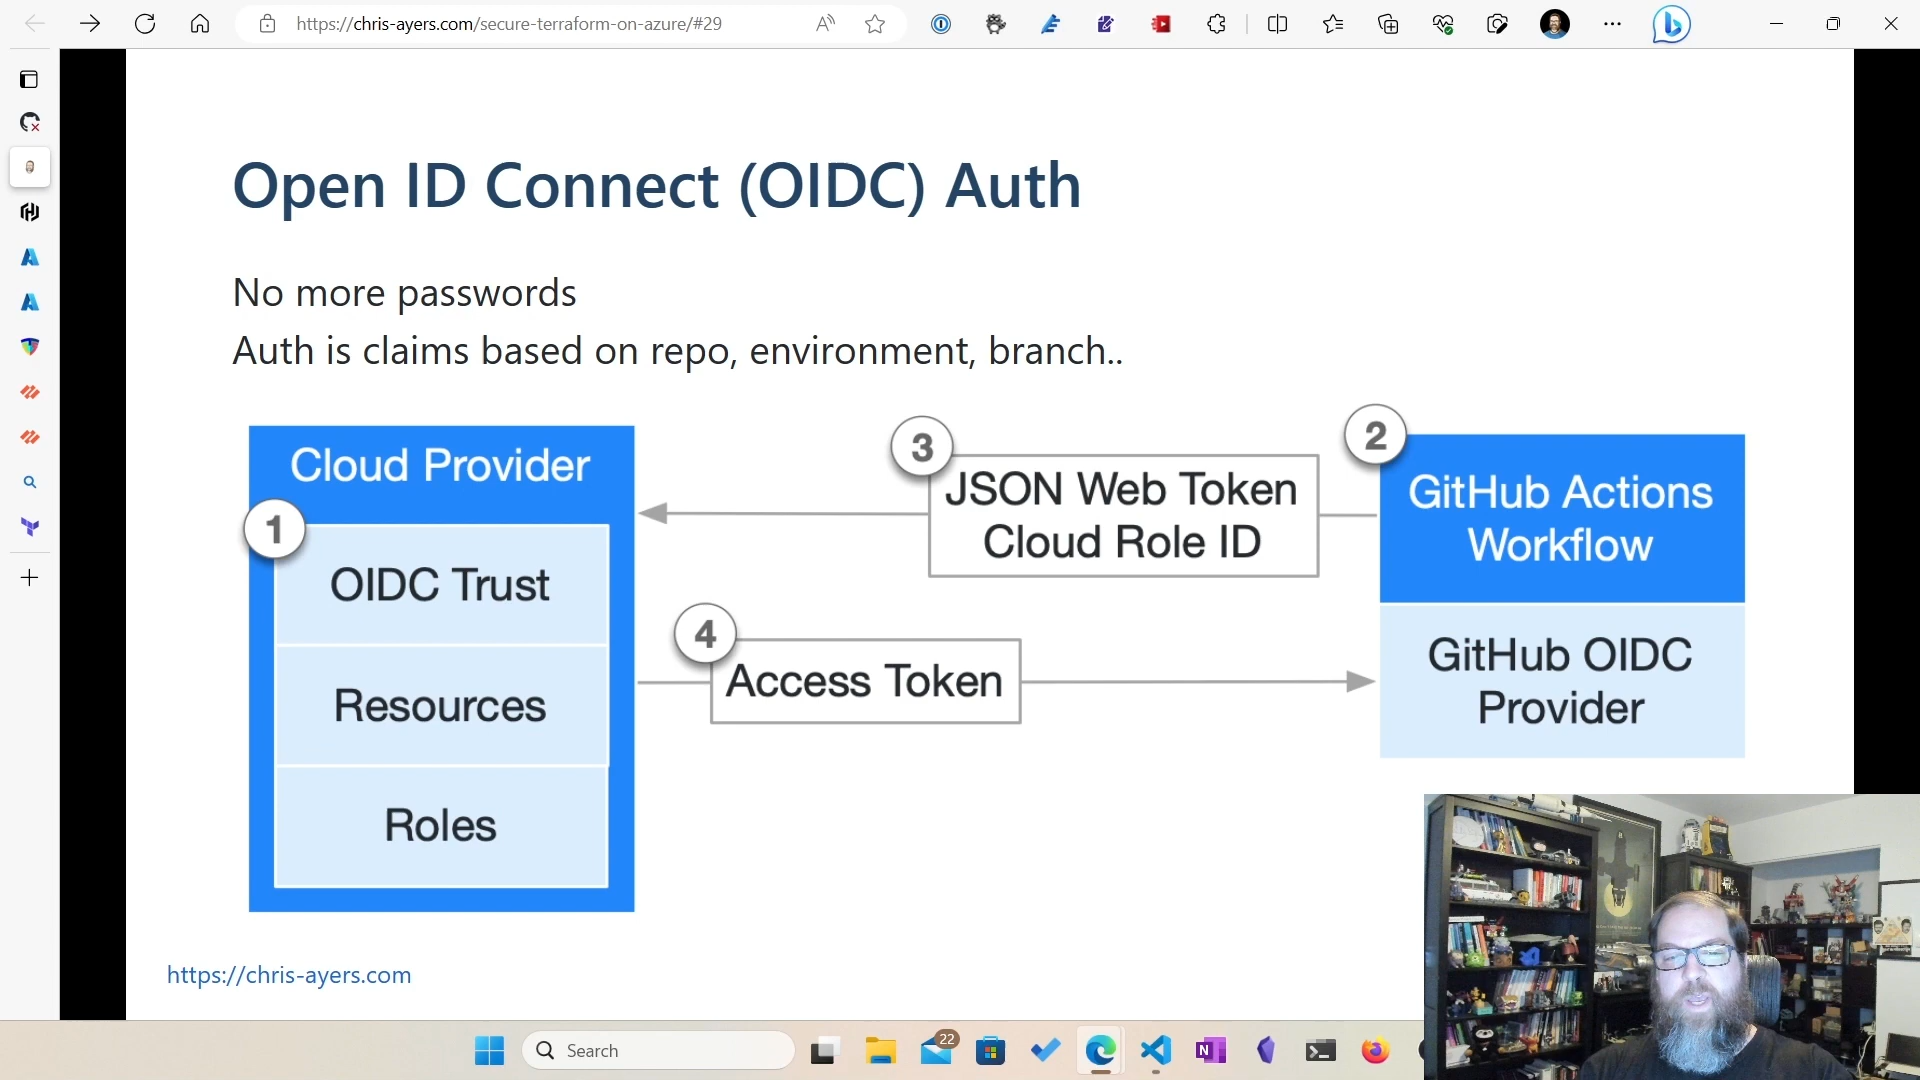 https://chris-ayers.com/secure-terraform-on-azure/#29
Open ID Connect (OIDC) Auth
No more passwords
Auth is claims based on repo, environment, branch..
Cloud Provider
1
OIDC Trust
Resources
Roles
3
JSON Web Token
Cloud Role ID
2
GitHub Actions
Workflow
4
Access Token
GitHub OIDC
Provider
https://chris-ayers.com
Search
22